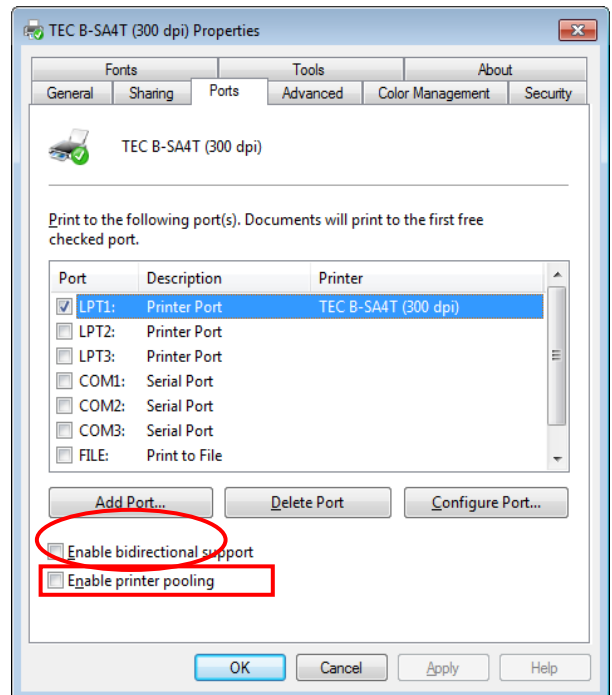 TEC B-SA4T (300 dpi) Properties
Fonts Tools About
General Sharing Ports Advanced Color Management Security
TEC B-SA4T (300 dpi)
Print to the following port(s). Documents will print to the first free
checked port.
Port Description Printer
LPT1: Printer Port TEC B-SA4T (300 dpi)
LPT2: Printer Port
LPT3: Printer Port
COM1: Serial Port
COM2: Serial Port
COM3: Serial Port
FILE: Print to File
Add Port... Delete Port Configure Port...
Enable bidirectional support
Enable printer pooling
OK Cancel Apply Help